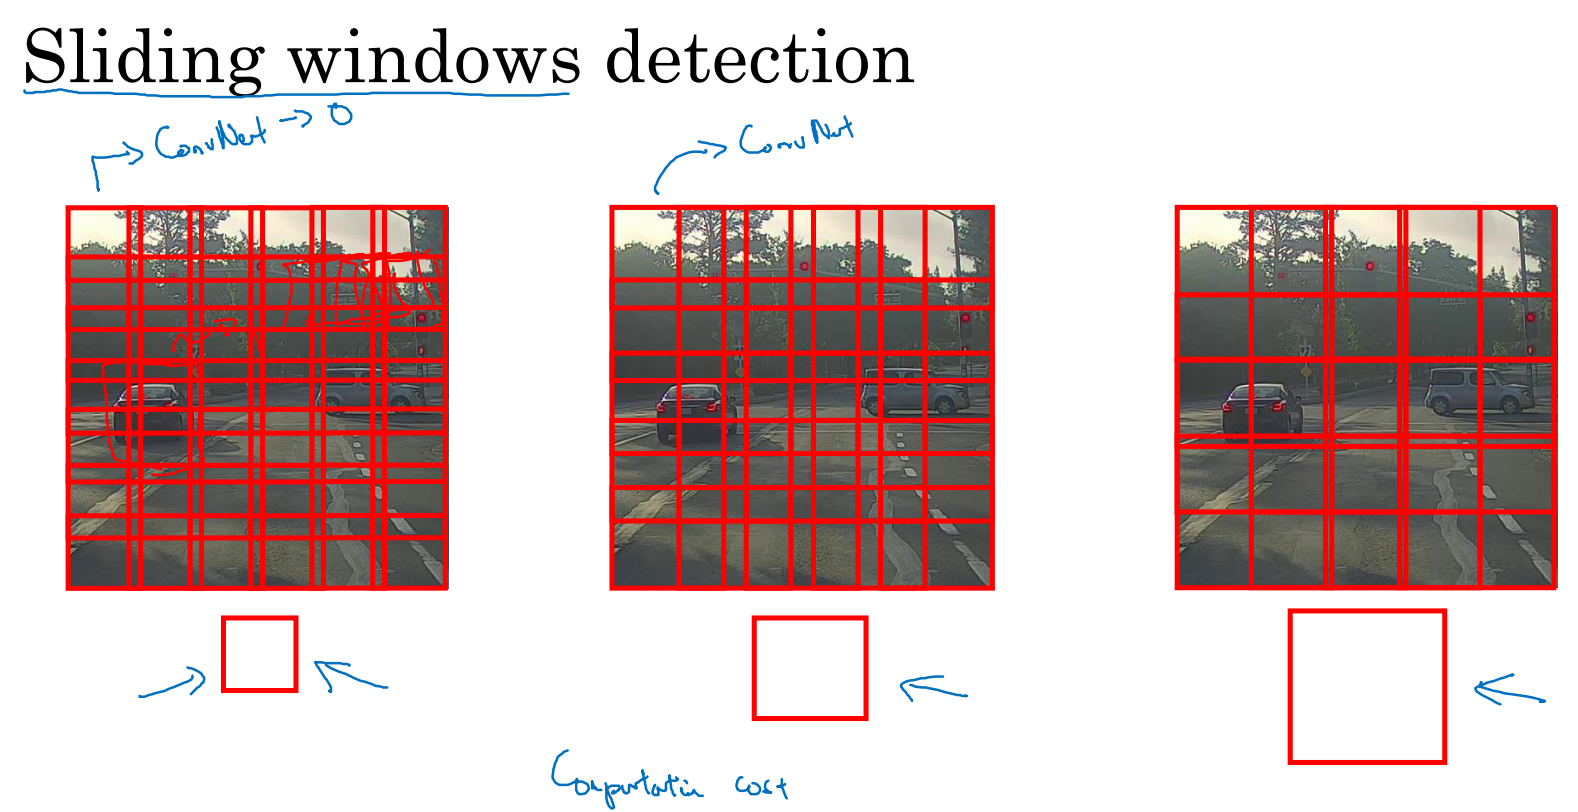 Sliding windows detection
ConvNet → 0
ConvNet
Computation cost